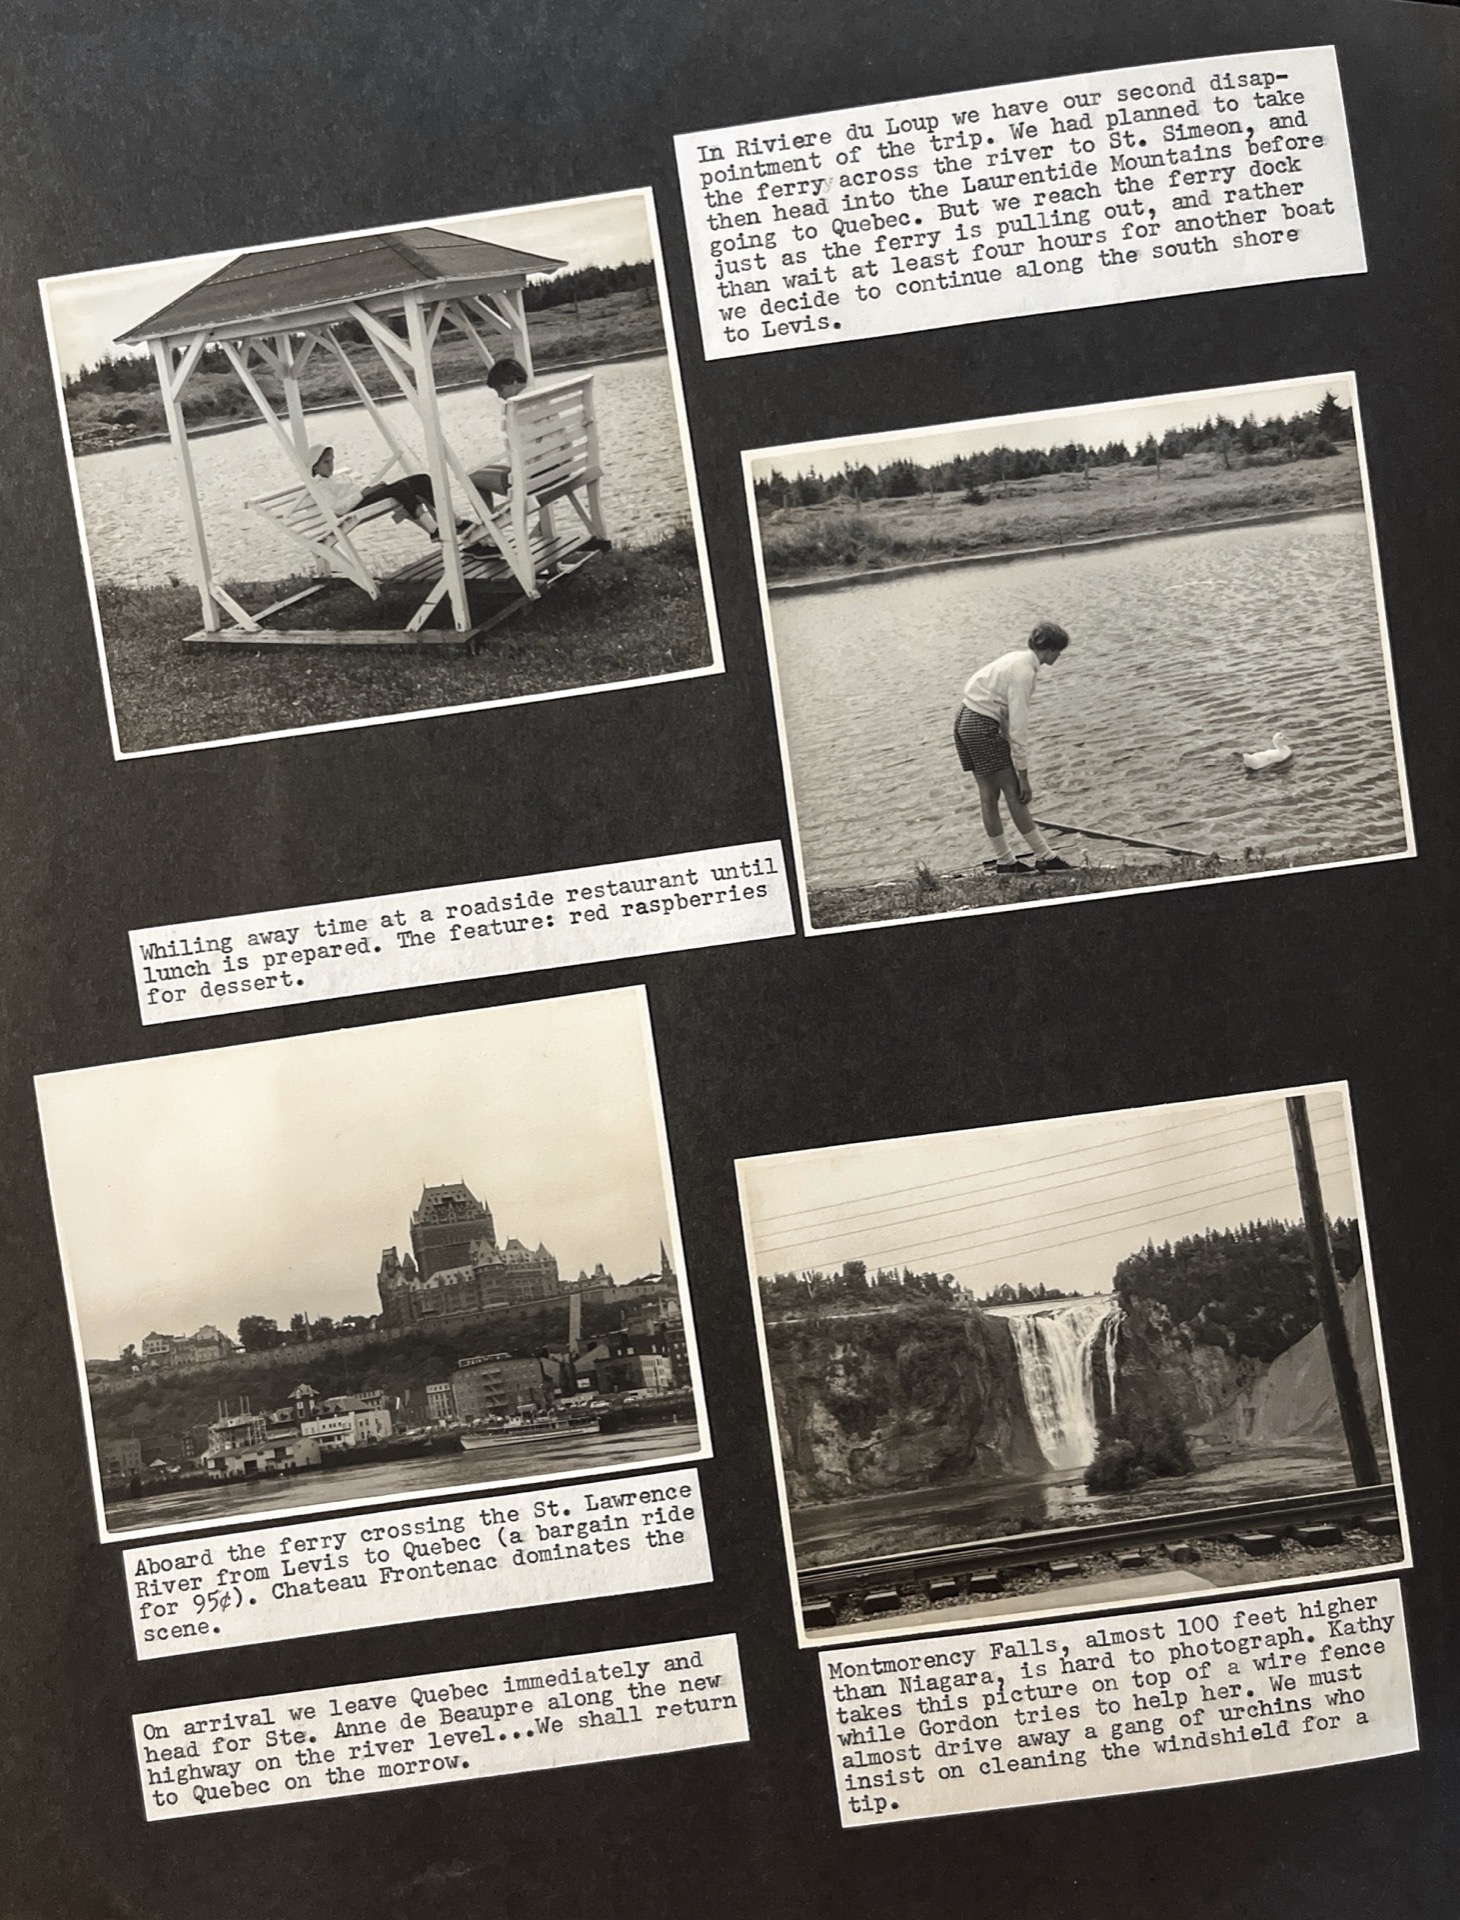 In Riviere du Loup we have our second disap-
pointment of the trip. We had planned to take
the ferry across the river to St. Simeon, and
then head into the Laurentide Mountains before
going to Quebec. But we reach the ferry dock
just as the ferry is pulling out, and rather
than wait at least four hours for another boat
we decide to continue along the south shore
to Levis.
Whiling away time at a roadside restaurant until
lunch is prepared. The feature: red raspberries
for dessert.
Aboard the ferry crossing the St. Lawrence
River from Levis to Quebec (a bargain ride
for 95¢). Chateau Frontenac dominates the
scene.
On arrival we leave Quebec immediately and
head for Ste. Anne de Beaupre along the new
highway on the river level...We shall return
to Quebec on the morrow.
Montmorency Falls, almost 100 feet higher
than Niagara, is hard to photograph. Kathy
takes this picture on top of a wire fence
while Gordon tries to help her. We must
almost drive away a gang of urchins who
insist on cleaning the windshield for a
tip.